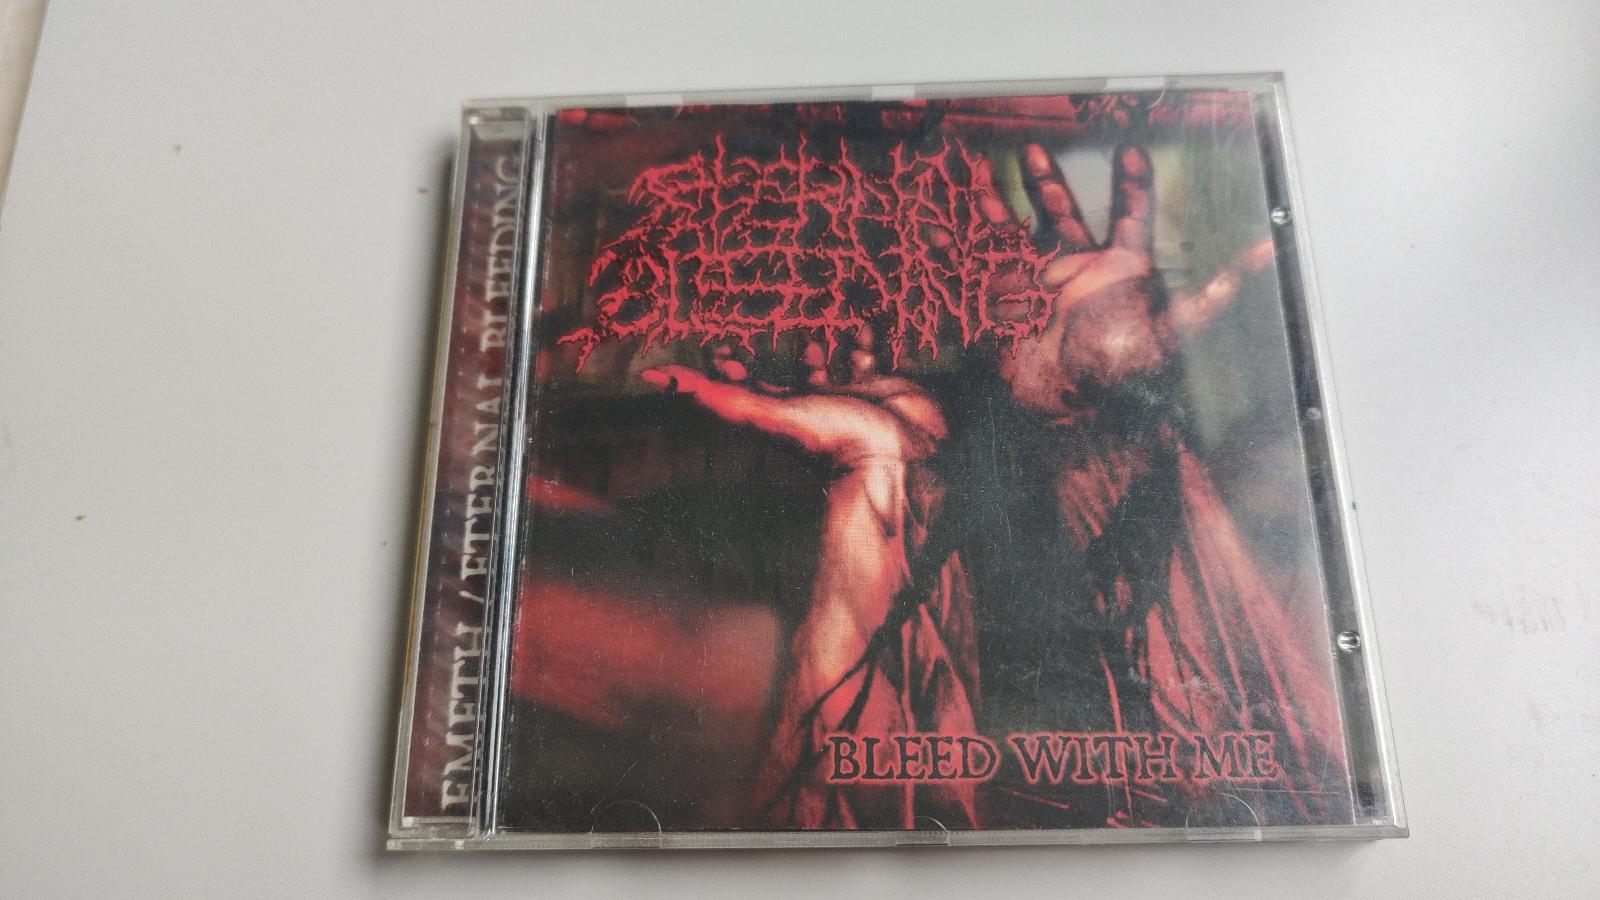 EMETH / ETERNAL BLEEDING
ETERNAL
BLEEDING
BLEED WITH ME